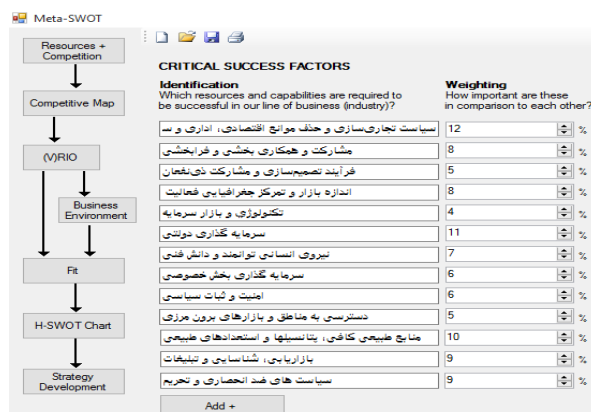 Meta-SWOT
Resources +
Competition
Competitive Map
(V)RIO
Business
Environment
Fit
H-SWOT Chart
Strategy
Development
CRITICAL SUCCESS FACTORS
Identification
Which resources and capabilities are required to
be successful in our line of business (industry)?
Weighting
How important are these
in comparison to each other?
سیاست تجاری‌سازی و حذف موانع اقتصادی، اداری و سـ 12 %
مشارکت و همکاری بخشی و فرابخشی 8 %
فرآیند تصمیم‌سازی و مشارکت ذی‌نفعان 5 %
اندازه بازار و تمرکز جغرافیایی فعالیت 8 %
تکنولوژی و بازار سرمایه 4 %
سرمایه گذاری دولتی 11 %
نیروی انسانی توانمند و دانش فنی 7 %
سرمایه گذاری بخش خصوصی 6 %
امنیت و ثبات سیاسی 6 %
دسترسی به مناطق و بازارهای برون مرزی 5 %
منابع طبیعی کافی، پتانسیلها و استعدادهای طبیعی 10 %
بازاریابی، شناسایی و تبلیغات 9 %
سیاست های ضد انحصاری و تحریم 9 %
Add +